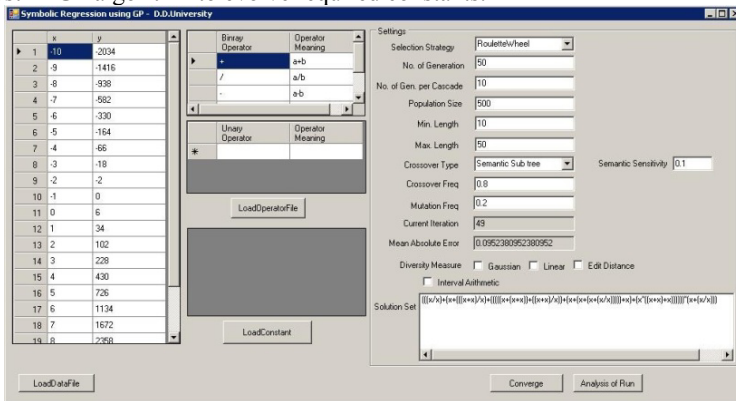 Symbolic Regression using GP - D.D.University
x y
1 -10 -2034
2 -9 -1416
3 -8 -938
4 -7 -582
5 -6 -330
6 -5 -164
7 -4 -66
8 -3 -18
9 -2 -2
10 -1 0
11 0 6
12 1 34
13 2 102
14 3 228
15 4 430
16 5 726
17 6 1134
18 7 1672
19 8 2358
LoadDataFile
Binray Operator Operator Meaning
+ a+b
/ a/b
- a-b
Unary Operator Operator Meaning
LoadOperatorFile
LoadConstant
Settings
Selection Strategy RouletteWheel
No. of Generation 50
No. of Gen. per Cascade 10
Population Size 500
Min. Length 10
Max. Length 50
Crossover Type Semantic Sub tree Semantic Sensitivity 0.1
Crossover Freq 0.8
Mutation Freq 0.2
Current Iteration 49
Mean Absolute Error 0.0952380952380952
Diversity Measure Gaussian Linear Edit Distance
Interval Arithmetic
Solution Set
Converge Analysis of Run